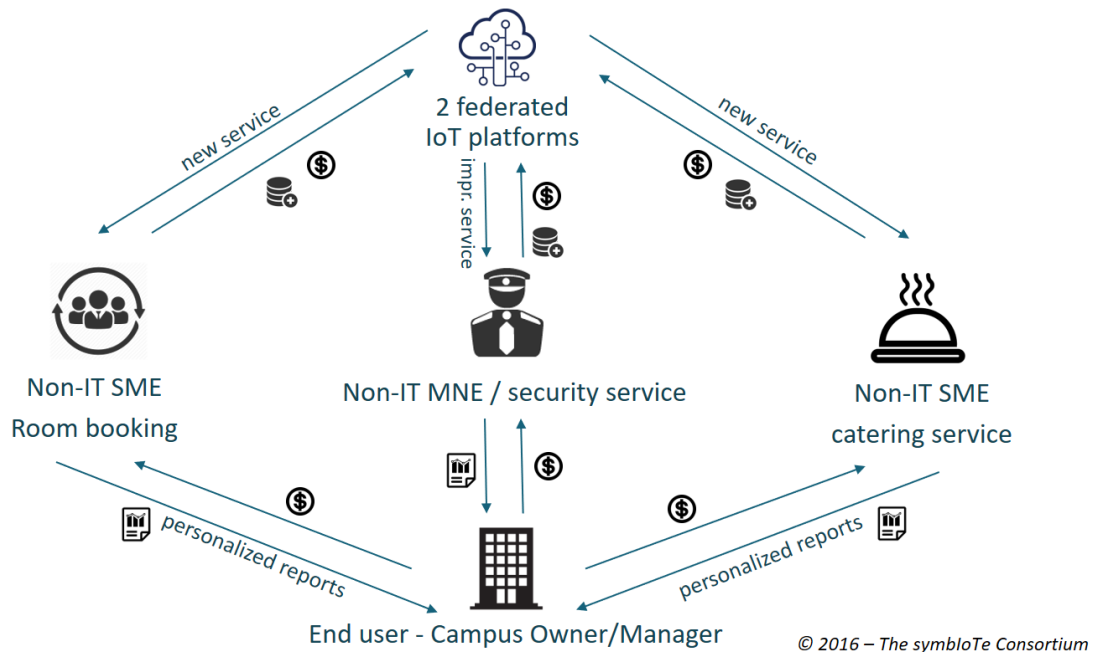 2 federated
IoT platforms
new service
new service
impr. service
Non-IT SME
Room booking
Non-IT MNE / security service
Non-IT SME
catering service
personalized reports
personalized reports
End user - Campus Owner/Manager
© 2016 – The symbIoTe Consortium